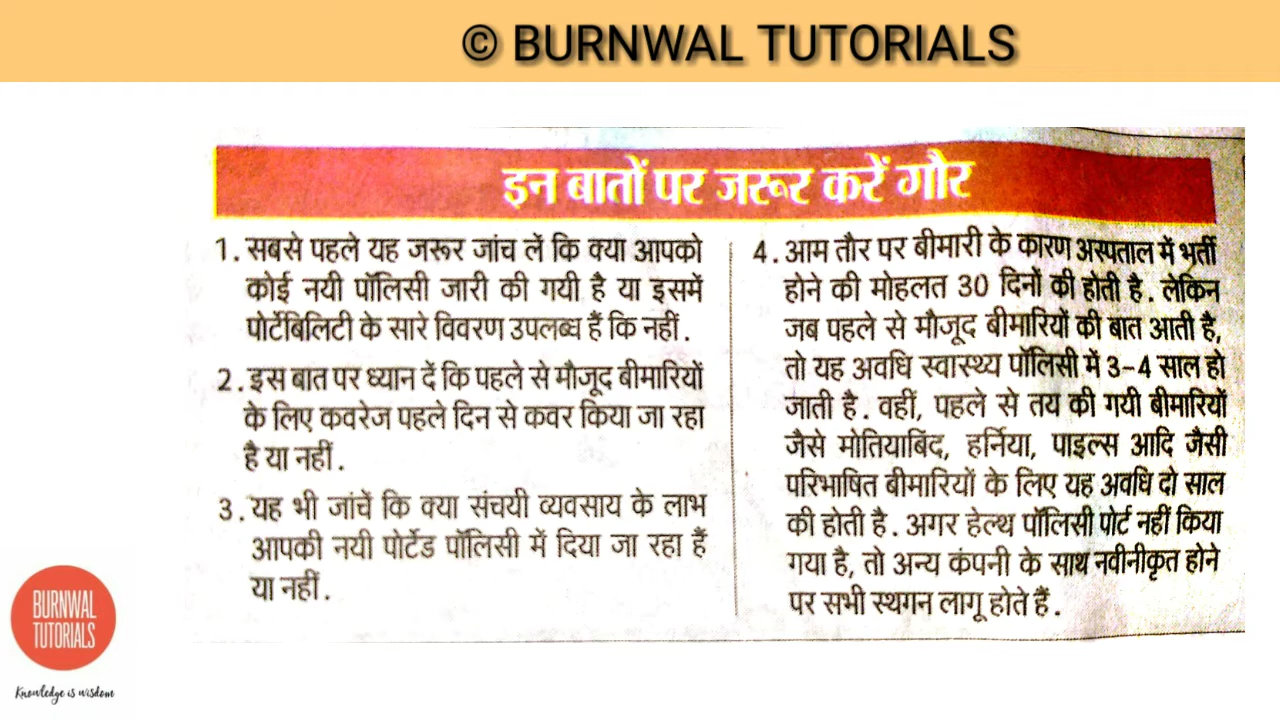 © BURNWAL TUTORIALS
इन बातों पर जरूर करें गौर
1. सबसे पहले यह जरूर जांच लें कि क्या आपको
कोई नयी पॉलिसी जारी की गयी है या इसमें
पोर्टेबिलिटी के सारे विवरण उपलब्ध हैं कि नहीं.
2. इस बात पर ध्यान दें कि पहले से मौजूद बीमारियों
के लिए कवरेज पहले दिन से कवर किया जा रहा
है या नहीं.
3. यह भी जांचें कि क्या संचयी व्यवसाय के लाभ
आपकी नयी पोर्टेड पॉलिसी में दिया जा रहा हैं
या नहीं.
4. आम तौर पर बीमारी के कारण अस्पताल में भर्ती
होने की मोहलत 30 दिनों की होती है. लेकिन
जब पहले से मौजूद बीमारियों की बात आती है,
तो यह अवधि स्वास्थ्य पॉलिसी में 3-4 साल हो
जाती है. वहीं, पहले से तय की गयी बीमारियों
जैसे मोतियाबिंद, हर्निया, पाइल्स आदि जैसी
परिभाषित बीमारियों के लिए यह अवधि दो साल
की होती है. अगर हेल्थ पॉलिसी पोर्ट नहीं किया
गया है, तो अन्य कंपनी के साथ नवीनीकृत होने
पर सभी स्थगन लागू होते हैं.
BURNWAL
TUTORIALS
Knowledge is wisdom